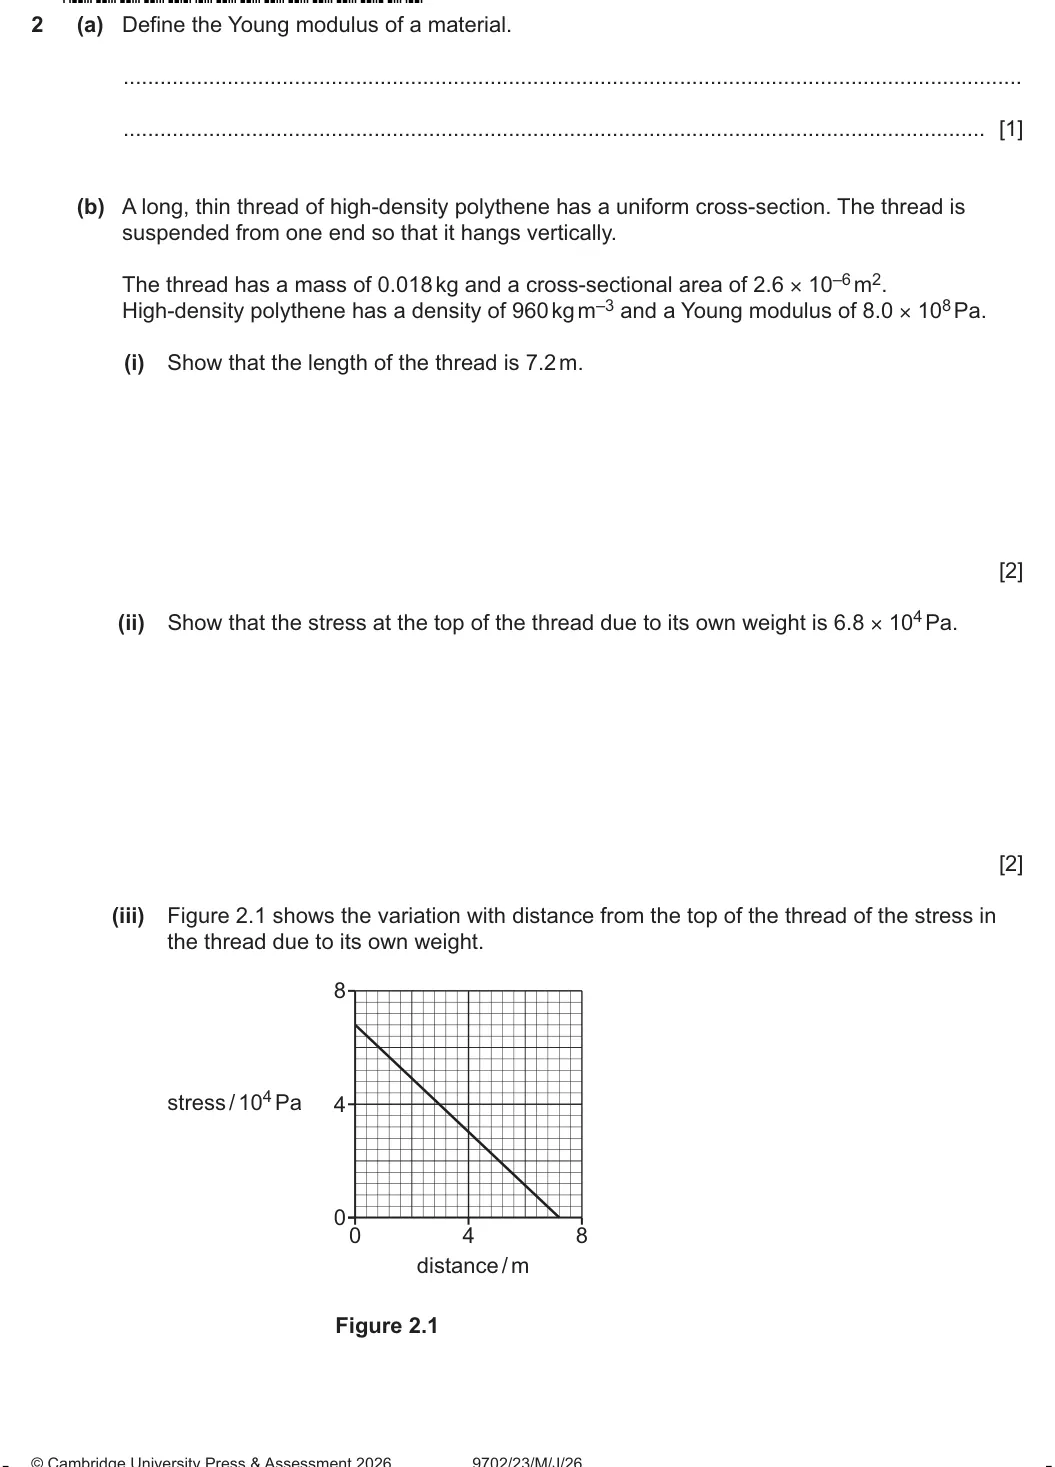 2 (a) Define the Young modulus of a material.
..........................................................................................................................................................
.................................................................................................................................................... [1]
(b) A long, thin thread of high-density polythene has a uniform cross-section. The thread is
suspended from one end so that it hangs vertically.
The thread has a mass of 0.018 kg and a cross-sectional area of 2.6 × 10⁻⁶ m².
High-density polythene has a density of 960 kg m⁻³ and a Young modulus of 8.0 × 10⁸ Pa.
(i) Show that the length of the thread is 7.2 m.
[2]
(ii) Show that the stress at the top of the thread due to its own weight is 6.8 × 10⁴ Pa.
[2]
(iii) Figure 2.1 shows the variation with distance from the top of the thread of the stress in
the thread due to its own weight.
8
stress / 10⁴ Pa 4
0
0 4 8
distance / m
Figure 2.1
© Cambridge University Press & Assessment 2026 9702/23/M/J/26